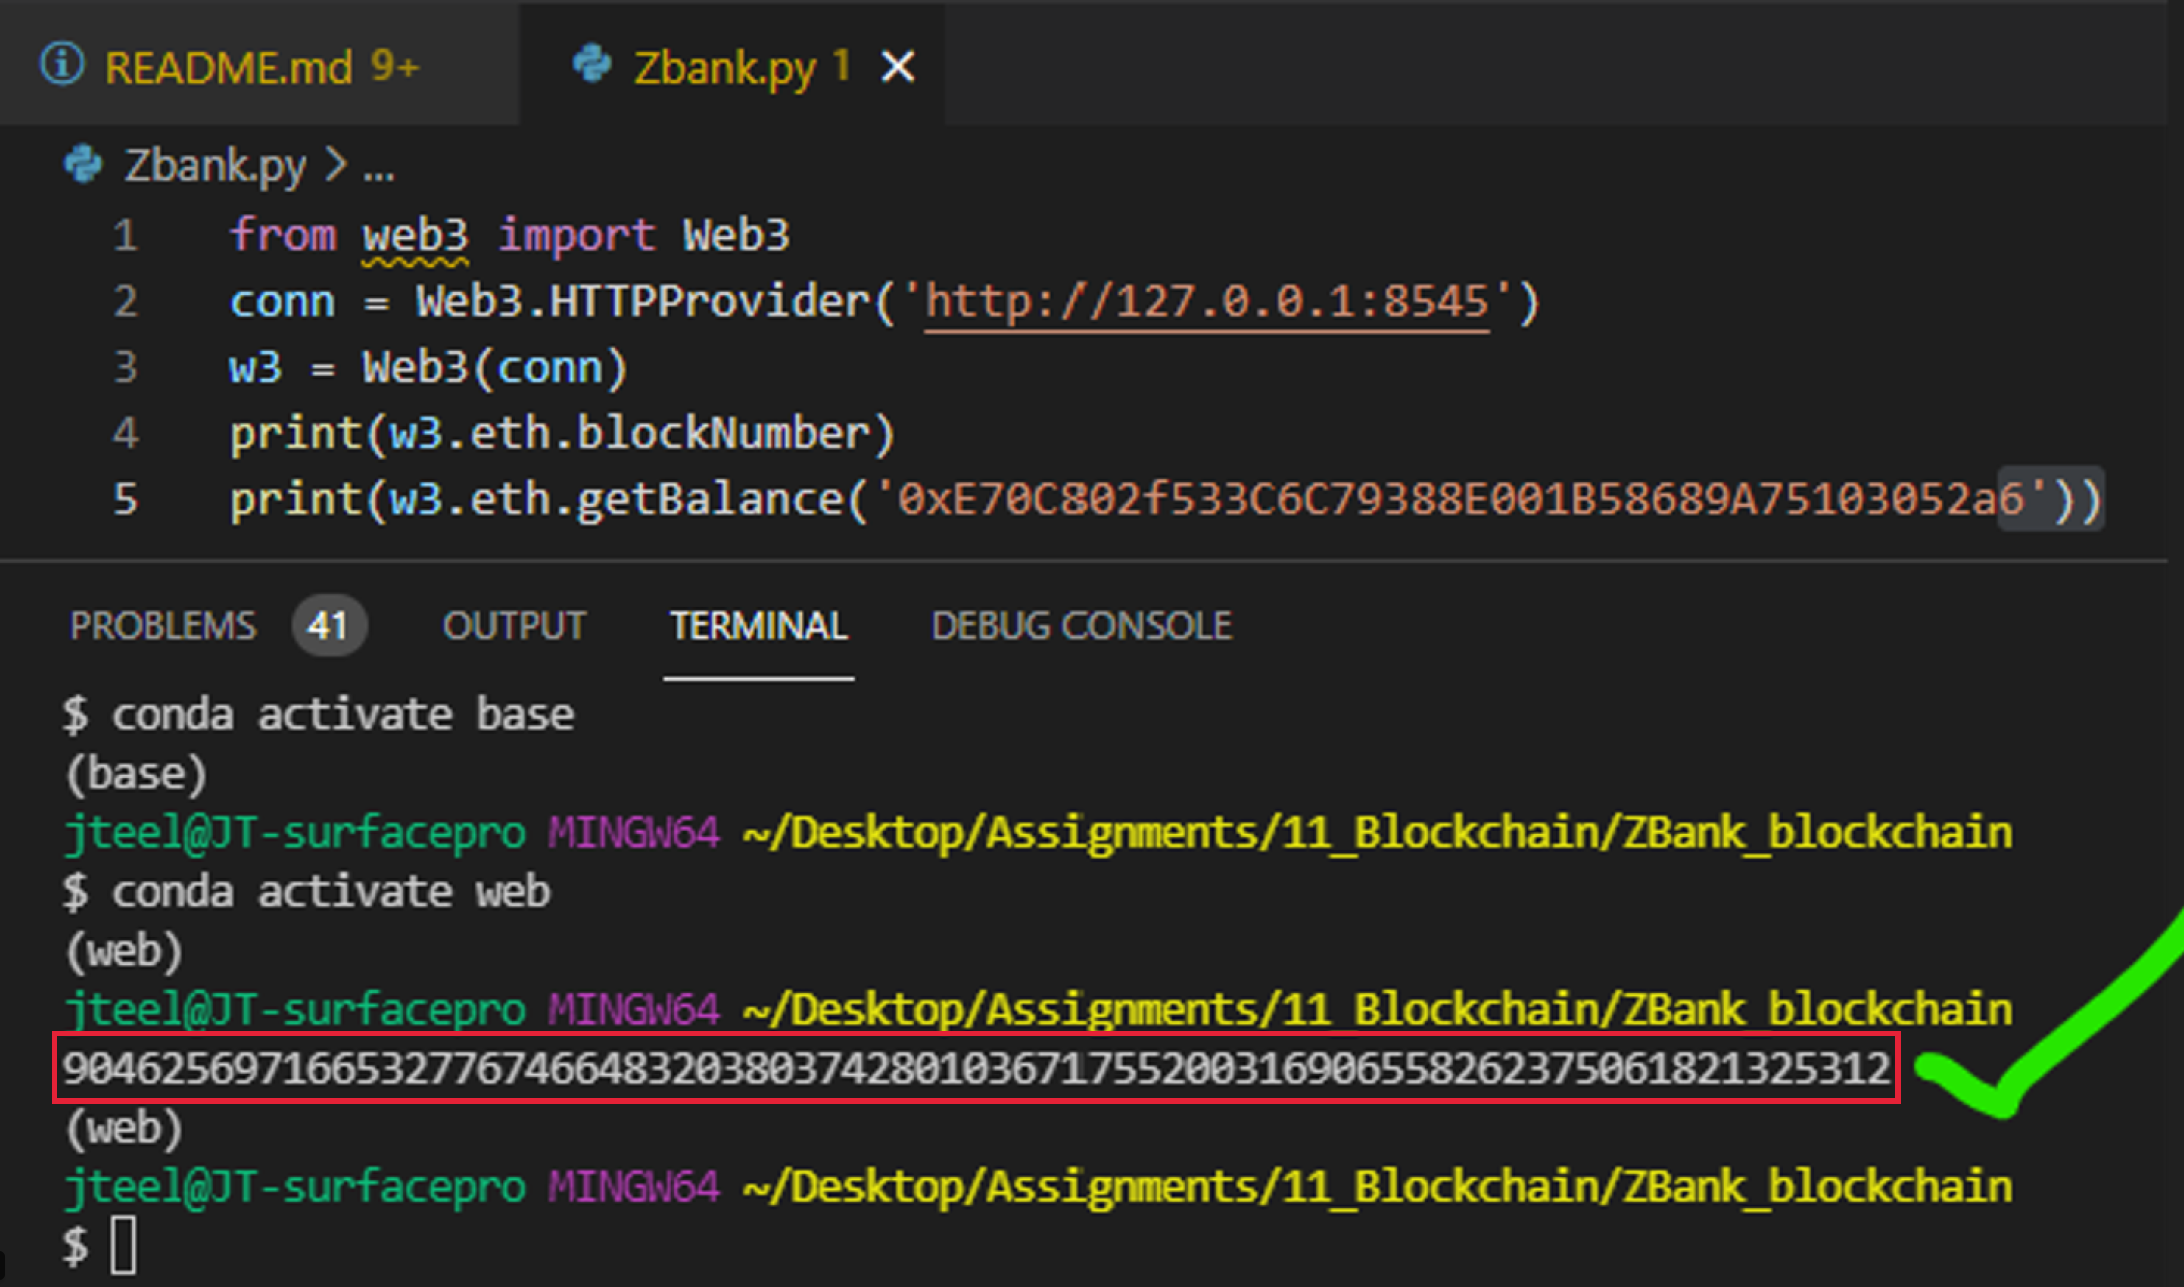 README.md 9+ Zbank.py 1
Zbank.py > ...
1 from web3 import Web3
2 conn = Web3.HTTPProvider('http://127.0.0.1:8545')
3 w3 = Web3(conn)
4 print(w3.eth.blockNumber)
5 print(w3.eth.getBalance('0xE70C802f533C6C79388E001B58689A75103052a6'))
PROBLEMS 41 OUTPUT TERMINAL DEBUG CONSOLE
$ conda activate base
(base)
jteel@JT-surfacepro MINGW64 ~/Desktop/Assignments/11_Blockchain/ZBank_blockchain
$ conda activate web
(web)
jteel@JT-surfacepro MINGW64 ~/Desktop/Assignments/11_Blockchain/ZBank_blockchain
904625697166532776746648320380374280103671755200316906558262375061821325312
(web)
jteel@JT-surfacepro MINGW64 ~/Desktop/Assignments/11_Blockchain/ZBank_blockchain
$